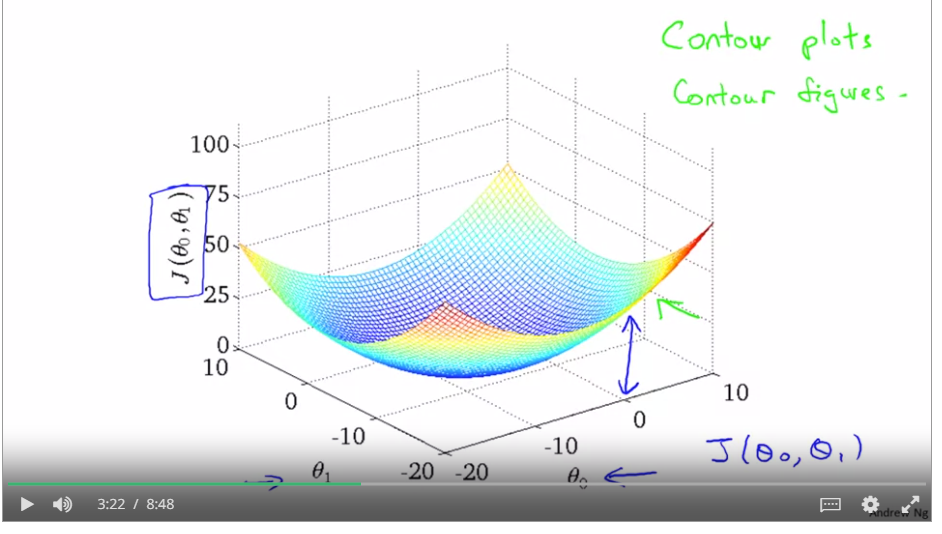 Contour plots
Contour figures -
100
75
50
25
0
J(θ₀,θ₁)
10
0
-10
-20
θ₁
-20
-10
0
10
θ₀
J(θ₀,θ₁)
3:22 / 8:48
Andrew Ng